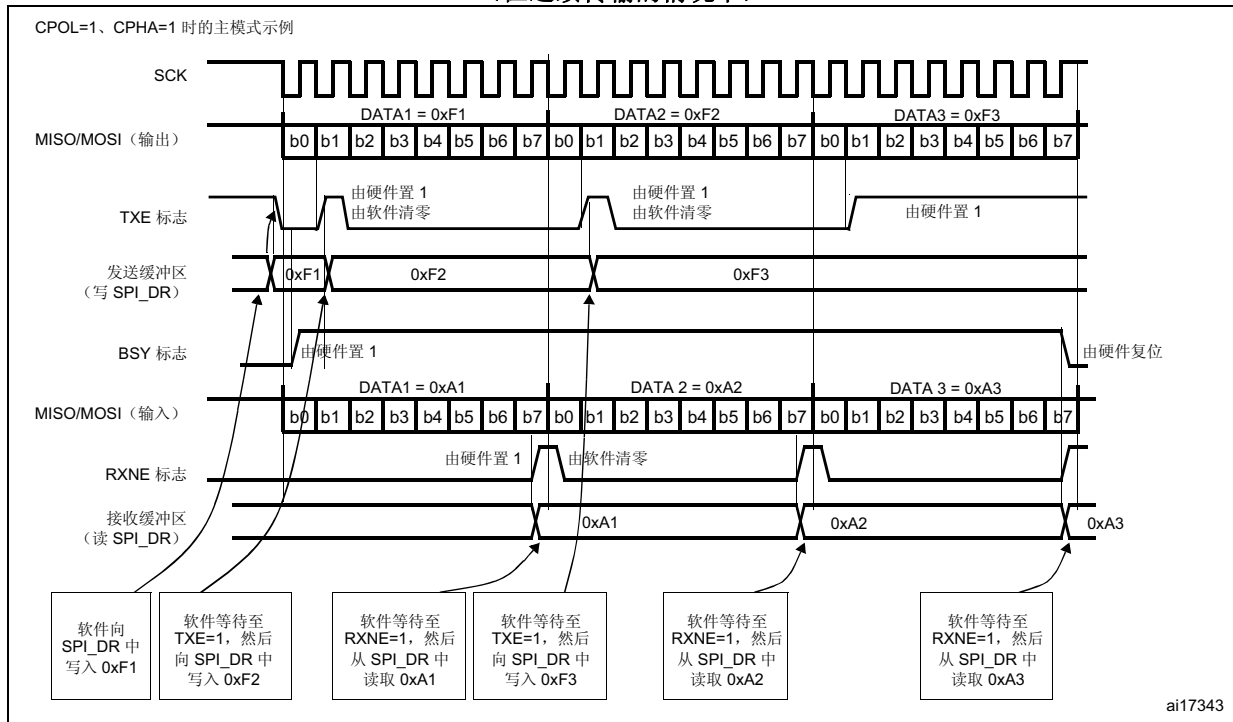 CPOL=1、CPHA=1 时的主模式示例
SCK
DATA1 = 0xF1 DATA2 = 0xF2 DATA3 = 0xF3
MISO/MOSI（输出） b0 b1 b2 b3 b4 b5 b6 b7 b0 b1 b2 b3 b4 b5 b6 b7 b0 b1 b2 b3 b4 b5 b6 b7
由硬件置 1 由硬件置 1
TXE 标志 由软件清零 由软件清零 由硬件置 1
发送缓冲区
（写 SPI_DR） 0xF1 0xF2 0xF3
BSY 标志 由硬件置 1 由硬件复位
DATA1 = 0xA1 DATA 2 = 0xA2 DATA 3 = 0xA3
MISO/MOSI（输入） b0 b1 b2 b3 b4 b5 b6 b7 b0 b1 b2 b3 b4 b5 b6 b7 b0 b1 b2 b3 b4 b5 b6 b7
由硬件置 1 由软件清零
RXNE 标志
接收缓冲区
（读 SPI_DR） 0xA1 0xA2 0xA3
软件向
SPI_DR 中
写入 0xF1
软件等待至
TXE=1，然后
向 SPI_DR 中
写入 0xF2
软件等待至
RXNE=1，然后
从 SPI_DR 中
读取 0xA1
软件等待至
TXE=1，然后
向 SPI_DR 中
写入 0xF3
软件等待至
RXNE=1，然后
从 SPI_DR 中
读取 0xA2
软件等待至
RXNE=1，然后
从 SPI_DR 中
读取 0xA3
ai17343